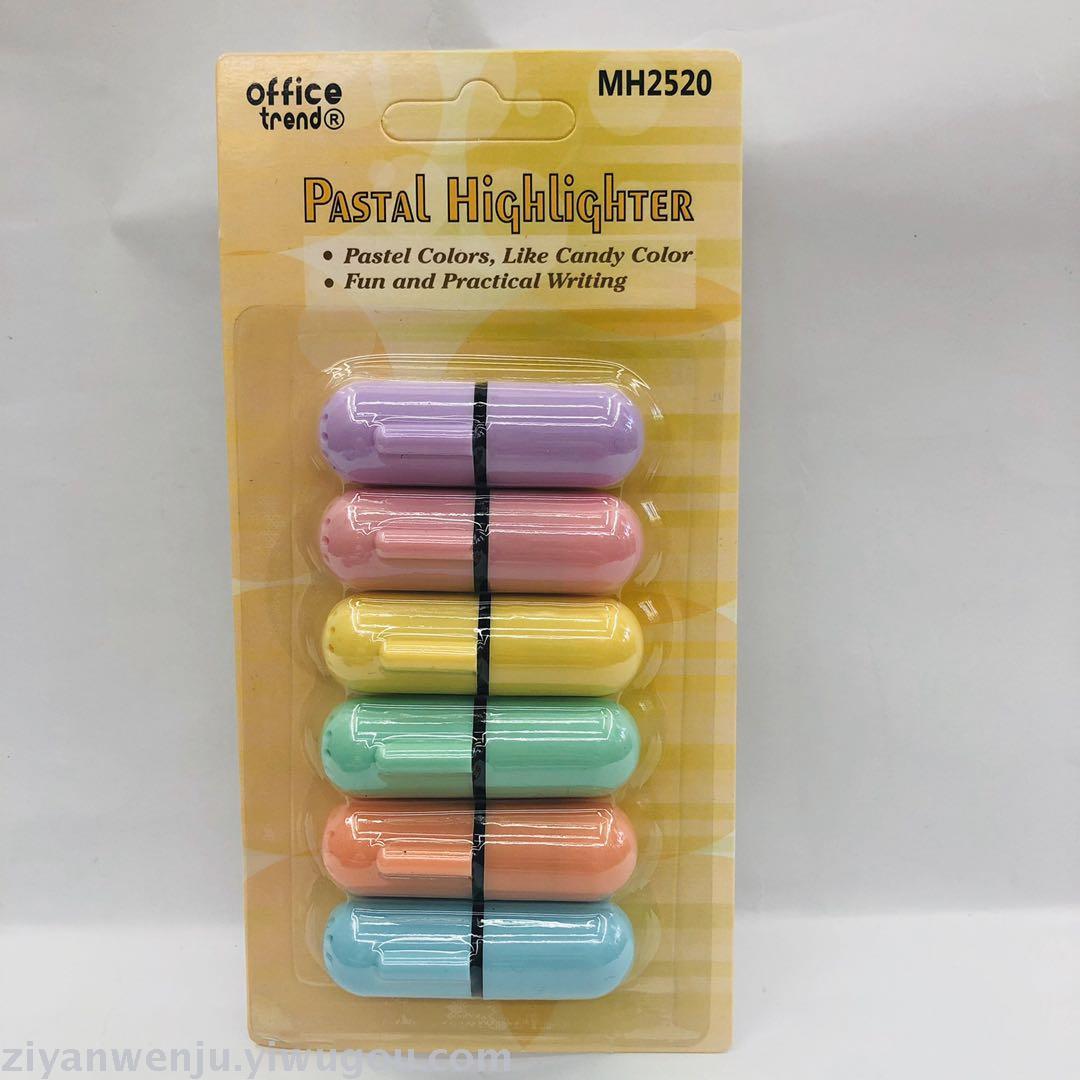 office
trend®
MH2520
PASTAL HighLighTER
• Pastel Colors, Like Candy Color
• Fun and Practical Writing
ziyanwenju.yiwugou.com